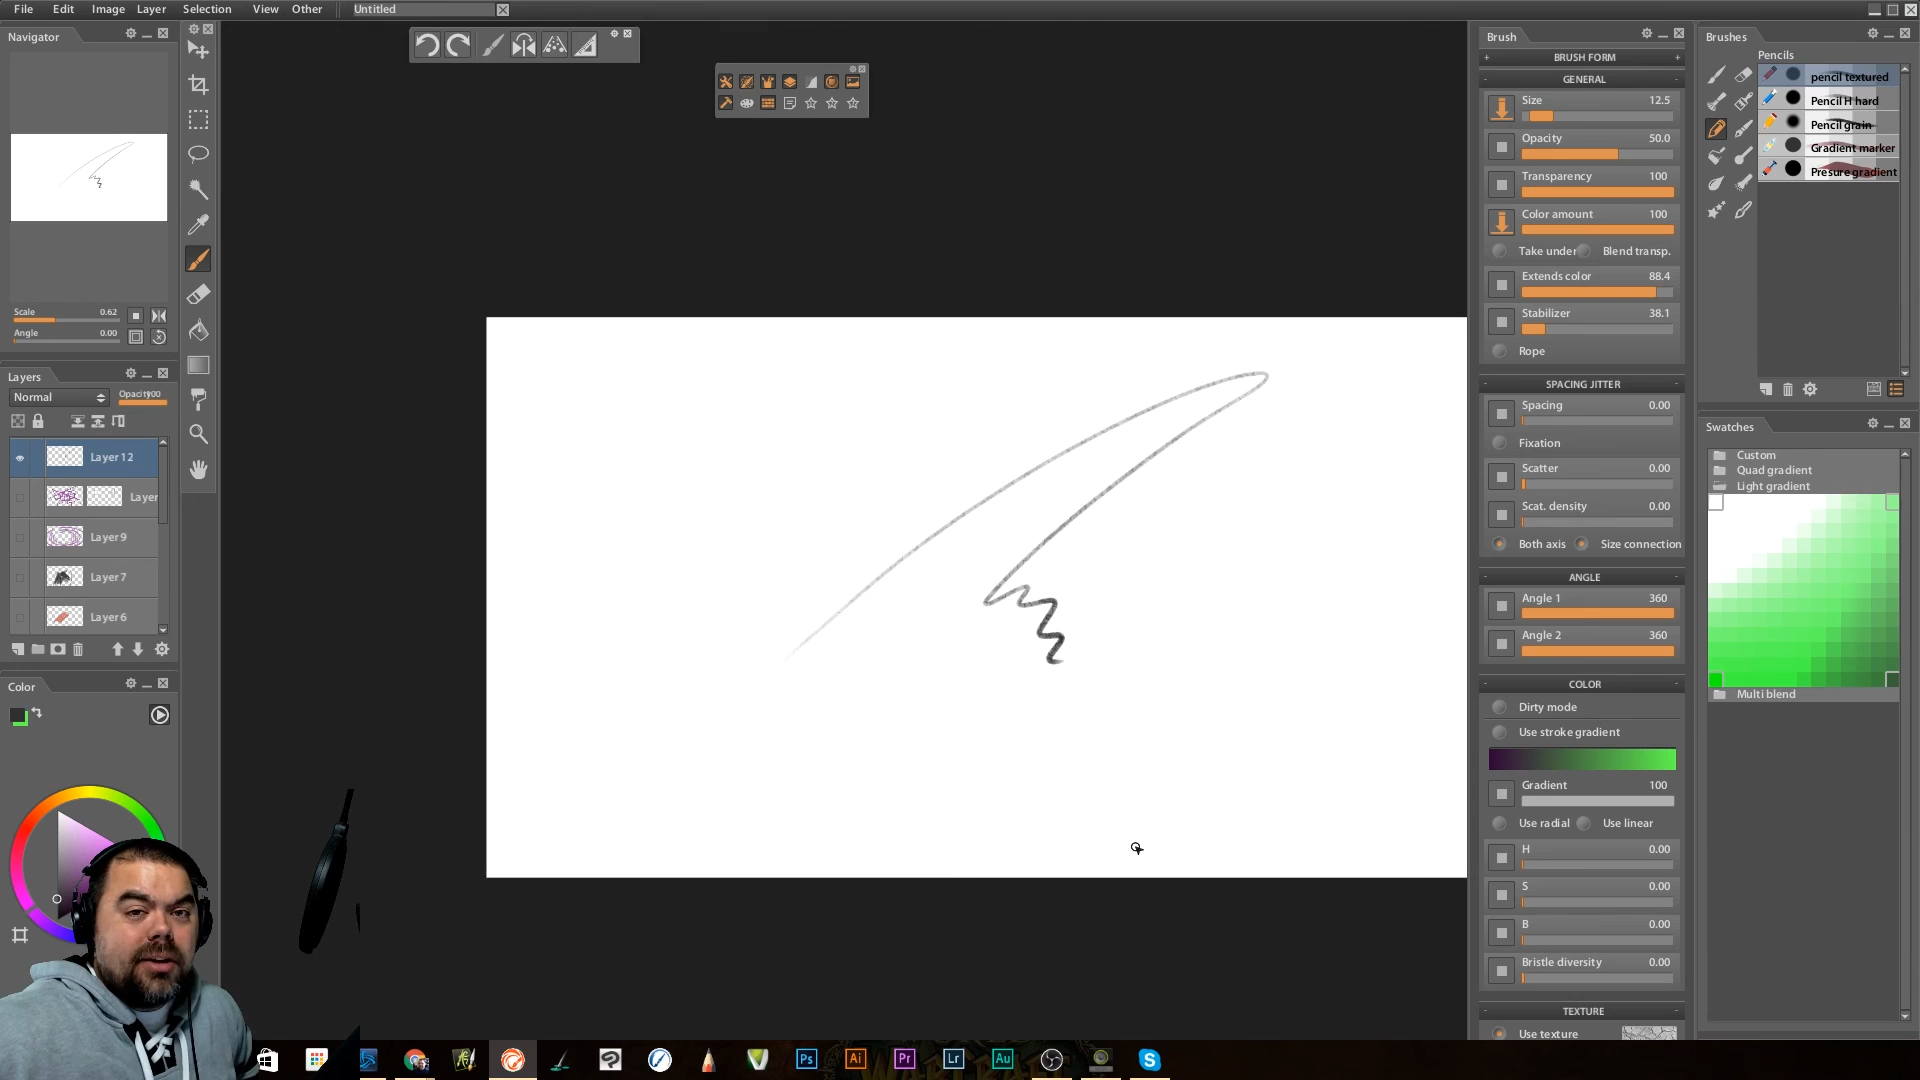 File Edit Image Layer Selection View Other Untitled
Navigator
Scale 0.62
Angle 0.00
Layers
Normal Opacity 100
Layer 12
Layer
Layer 9
Layer 7
Layer 6
Color
Brush
BRUSH FORM
GENERAL
Size 12.5
Opacity 50.0
Transparency 100
Color amount 100
Take under Blend transp.
Extends color 88.4
Stabilizer 38.1
Rope
SPACING JITTER
Spacing 0.00
Fixation
Scatter 0.00
Scat. density 0.00
Both axis Size connection
ANGLE
Angle 1 360
Angle 2 360
COLOR
Dirty mode
Use stroke gradient
Gradient 100
Use radial Use linear
H 0.00
S 0.00
B 0.00
Bristle diversity 0.00
TEXTURE
Use texture
Brushes
Pencils
pencil textured
Pencil H hard
Pencil grain
Gradient marker
Presure gradient
Swatches
Custom
Quad gradient
Light gradient
Multi blend
Ps Ai Pr Lr Au